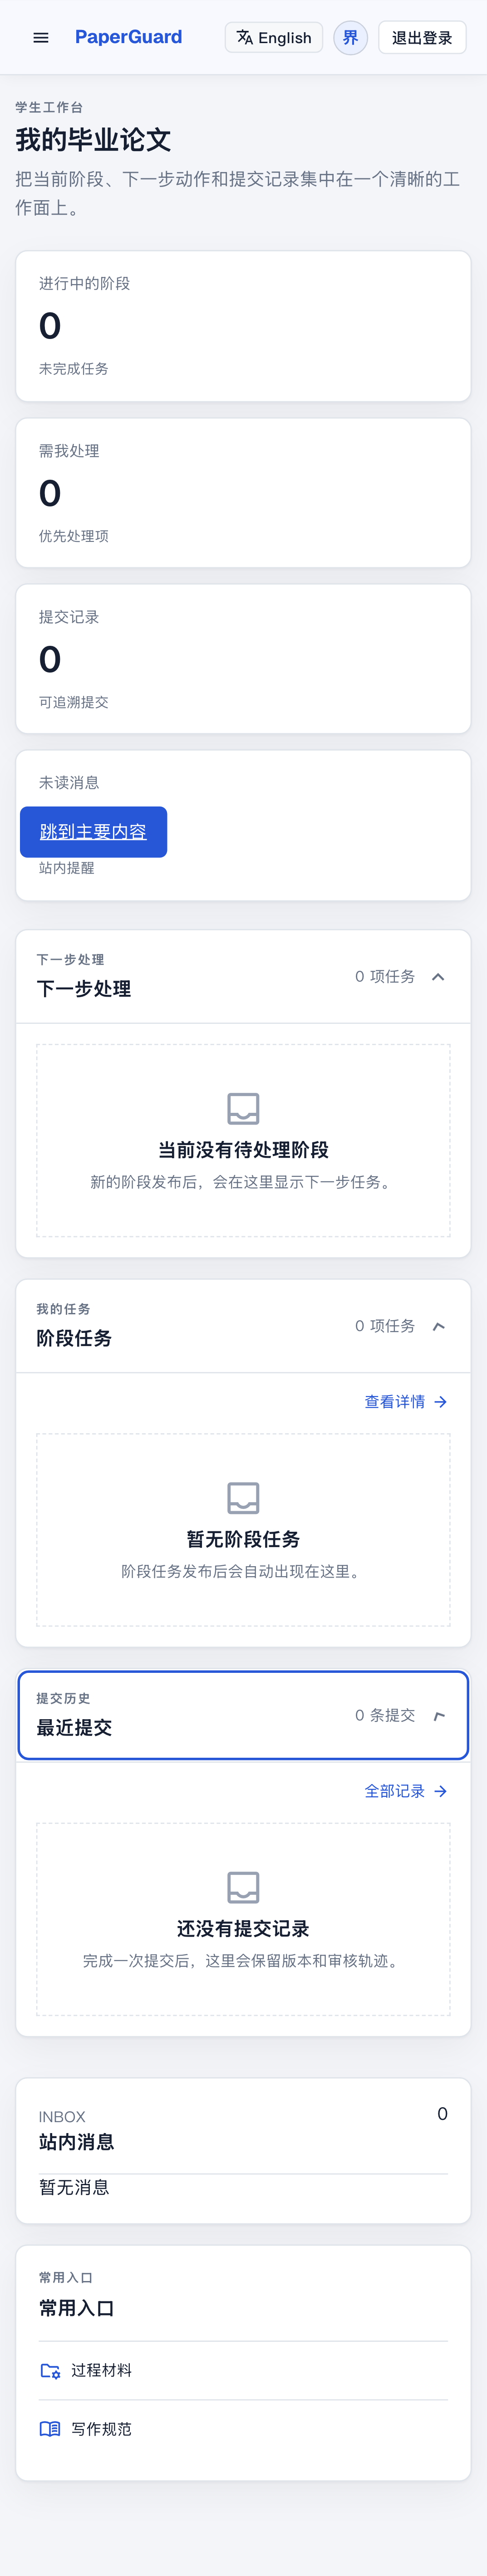 PaperGuard
English
界
退出登录
学生工作台
我的毕业论文
把当前阶段、下一步动作和提交记录集中在一个清晰的工
作面上。
进行中的阶段
0
未完成任务
需我处理
0
优先处理项
提交记录
0
可追溯提交
未读消息
跳到主要内容
站内提醒
下一步处理
下一步处理
0 项任务
当前没有待处理阶段
新的阶段发布后，会在这里显示下一步任务。
我的任务
阶段任务
0 项任务
查看详情
暂无阶段任务
阶段任务发布后会自动出现在这里。
提交历史
最近提交
0 条提交
全部记录
还没有提交记录
完成一次提交后，这里会保留版本和审核轨迹。
INBOX
0
站内消息
暂无消息
常用入口
常用入口
过程材料
写作规范